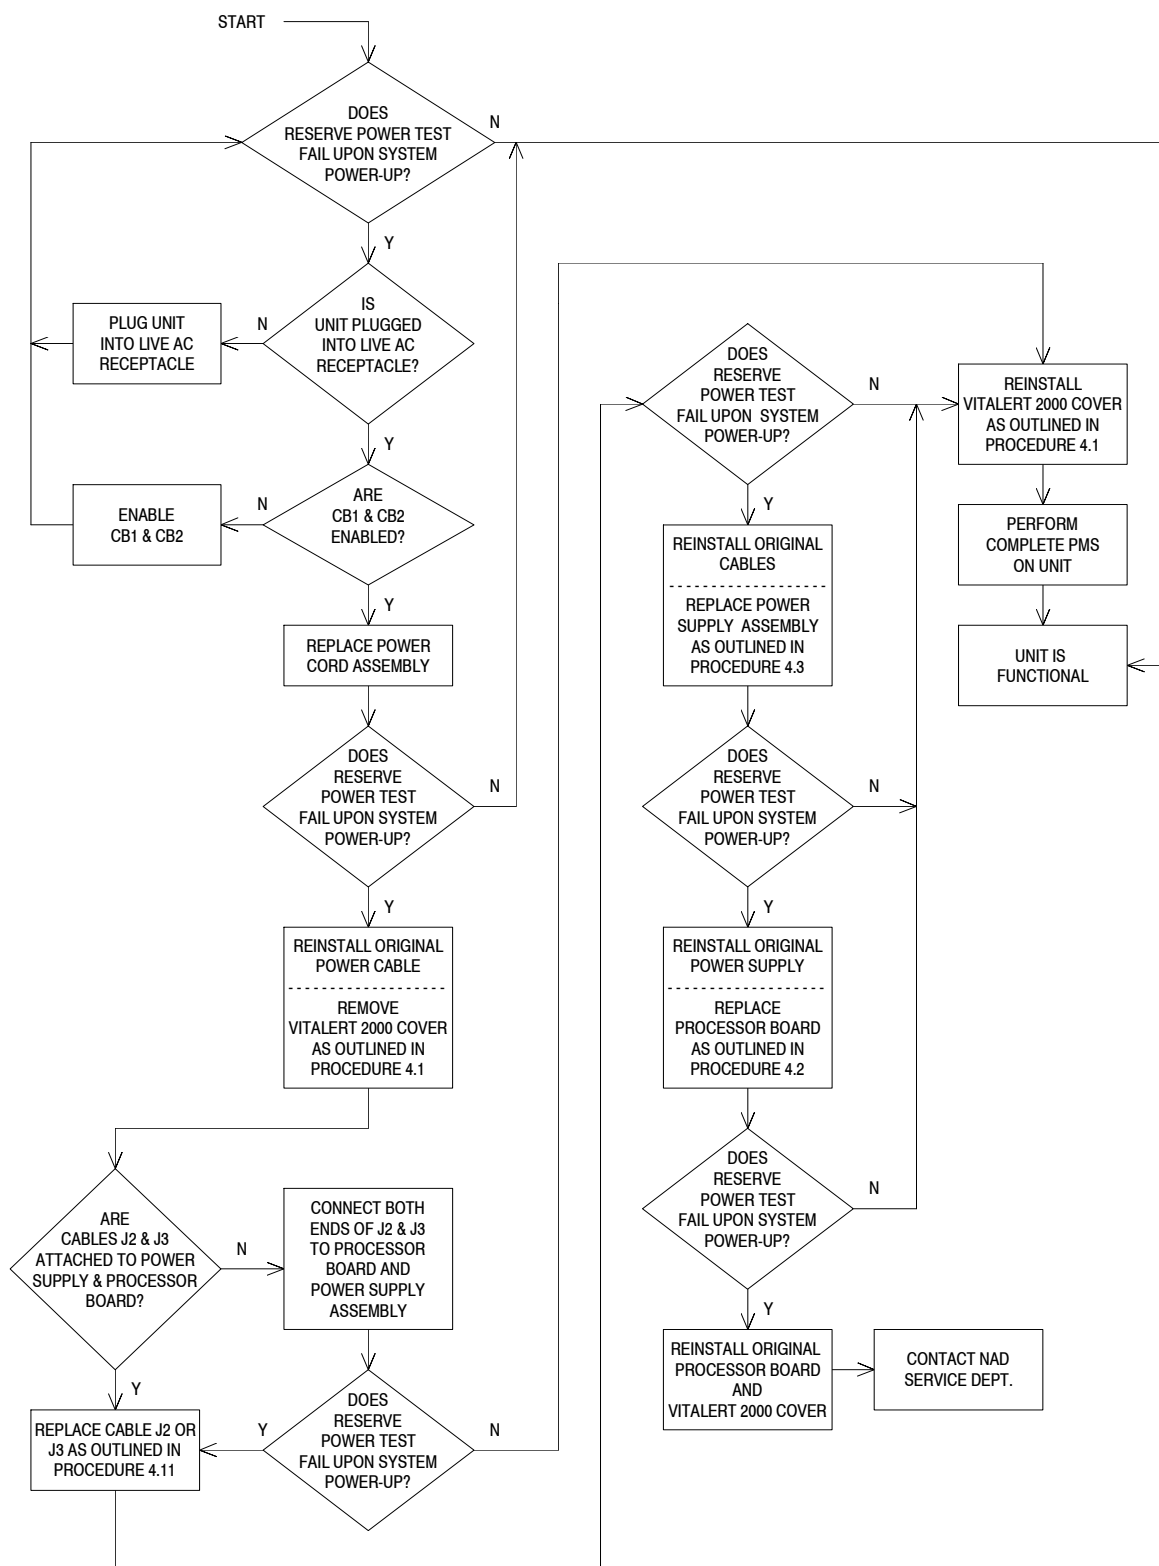 START
DOES
RESERVE POWER TEST
FAIL UPON SYSTEM
POWER-UP?
N
Y
IS
UNIT PLUGGED
INTO LIVE AC
RECEPTACLE?
N
PLUG UNIT
INTO LIVE AC
RECEPTACLE
Y
ARE
CB1 & CB2
ENABLED?
N
ENABLE
CB1 & CB2
Y
REPLACE POWER
CORD ASSEMBLY
DOES
RESERVE
POWER TEST
FAIL UPON SYSTEM
POWER-UP?
N
Y
REINSTALL ORIGINAL
POWER CABLE
REMOVE
VITALERT 2000 COVER
AS OUTLINED IN
PROCEDURE 4.1
ARE
CABLES J2 & J3
ATTACHED TO POWER
SUPPLY & PROCESSOR
BOARD?
N
CONNECT BOTH
ENDS OF J2 & J3
TO PROCESSOR
BOARD AND
POWER SUPPLY
ASSEMBLY
Y
REPLACE CABLE J2 OR
J3 AS OUTLINED IN
PROCEDURE 4.11
Y
DOES
RESERVE
POWER TEST
FAIL UPON SYSTEM
POWER-UP?
N
DOES
RESERVE
POWER TEST
FAIL UPON SYSTEM
POWER-UP?
N
Y
REINSTALL ORIGINAL
CABLES
REPLACE POWER
SUPPLY ASSEMBLY
AS OUTLINED IN
PROCEDURE 4.3
DOES
RESERVE
POWER TEST
FAIL UPON SYSTEM
POWER-UP?
N
Y
REINSTALL ORIGINAL
POWER SUPPLY
REPLACE
PROCESSOR BOARD
AS OUTLINED IN
PROCEDURE 4.2
DOES
RESERVE
POWER TEST
FAIL UPON SYSTEM
POWER-UP?
N
Y
REINSTALL ORIGINAL
PROCESSOR BOARD
AND
VITALERT 2000 COVER
CONTACT NAD
SERVICE DEPT.
REINSTALL
VITALERT 2000 COVER
AS OUTLINED IN
PROCEDURE 4.1
PERFORM
COMPLETE PMS
ON UNIT
UNIT IS
FUNCTIONAL